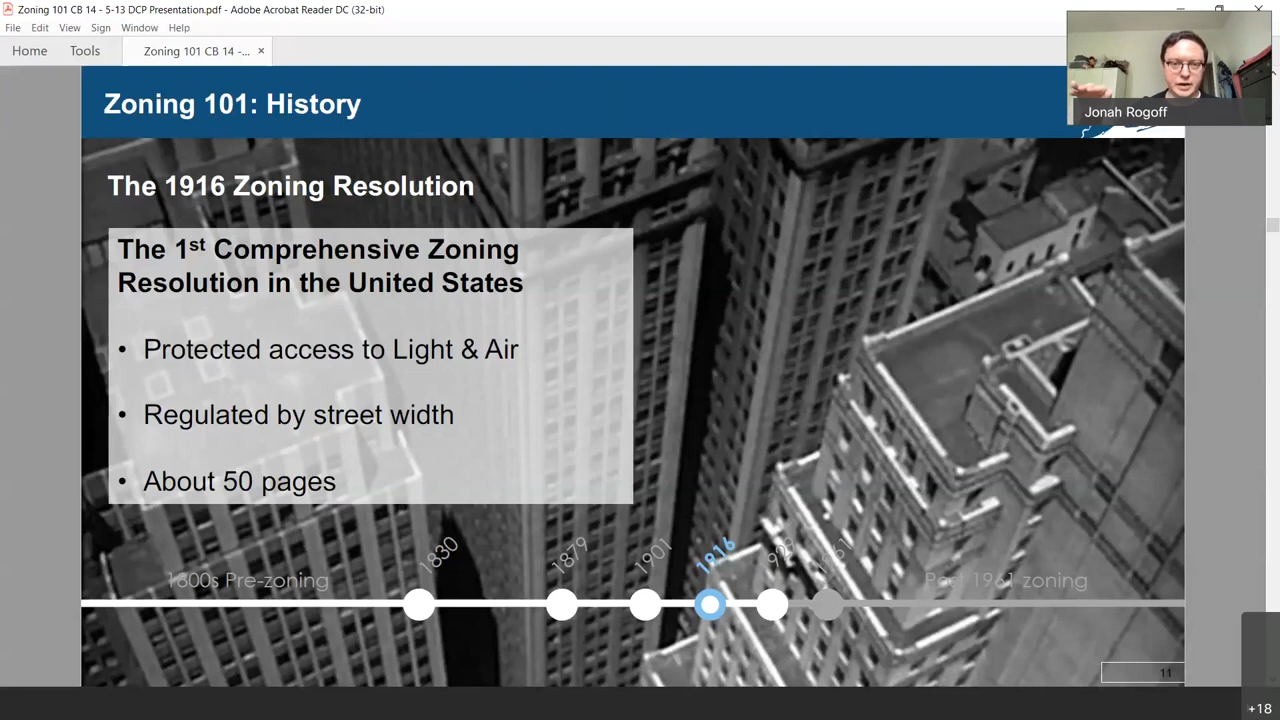 Zoning 101 CB 14 - 5-13 DCP Presentation.pdf - Adobe Acrobat Reader DC (32-bit)
File Edit View Sign Window Help
Home Tools Zoning 101 CB 14 -... ×
Jonah Rogoff
Zoning 101: History
The 1916 Zoning Resolution
The 1st Comprehensive Zoning
Resolution in the United States
• Protected access to Light & Air
• Regulated by street width
• About 50 pages
1800s Pre-zoning
1830
1879
1901
1916
1961
Post 1961 zoning
11
+18